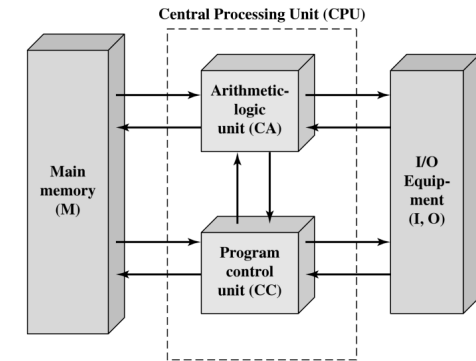 Central Processing Unit (CPU)
Main
memory
(M)
Arithmetic-
logic
unit (CA)
Program
control
unit (CC)
I/O
Equip-
ment
(I, O)